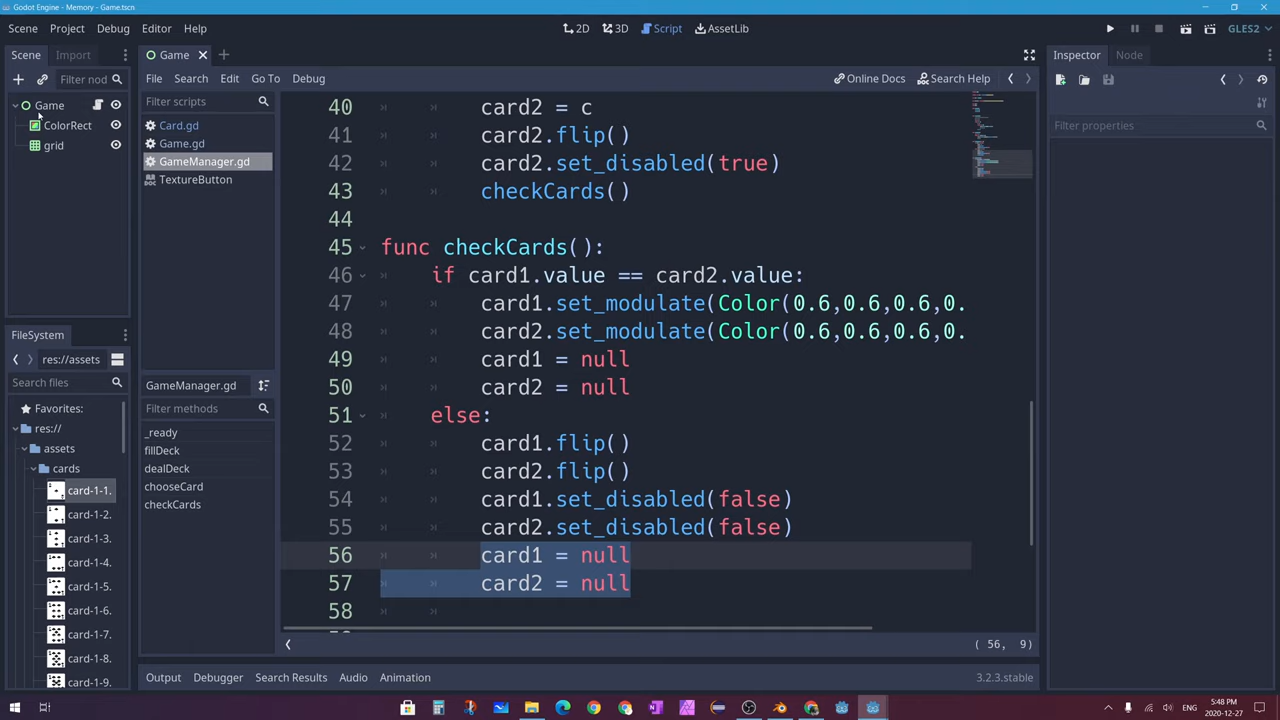 Godot Engine - Memory - Game.tscn
Scene Project Debug Editor Help
2D 3D Script AssetLib
GLES2
Scene Import
Filter nod
Game
ColorRect
grid
FileSystem
res://assets
Search files
Favorites:
res://
assets
cards
card-1-1.
card-1-2.
card-1-3.
card-1-4.
card-1-5.
card-1-6.
card-1-7.
card-1-8.
card-1-9.
Game
File Search Edit Go To Debug
Online Docs Search Help
Filter scripts
Card.gd
Game.gd
GameManager.gd
TextureButton
GameManager.gd
Filter methods
_ready
fillDeck
dealDeck
chooseCard
checkCards
40 card2 = c
41 card2.flip()
42 card2.set_disabled(true)
43 checkCards()
44
45 func checkCards():
46 if card1.value == card2.value:
47 card1.set_modulate(Color(0.6,0.6,0.6,0.
48 card2.set_modulate(Color(0.6,0.6,0.6,0.
49 card1 = null
50 card2 = null
51 else:
52 card1.flip()
53 card2.flip()
54 card1.set_disabled(false)
55 card2.set_disabled(false)
56 card1 = null
57 card2 = null
58
( 56, 9)
Output Debugger Search Results Audio Animation
3.2.3.stable
Inspector Node
Filter properties
ENG
5:48 PM
2020-12-27